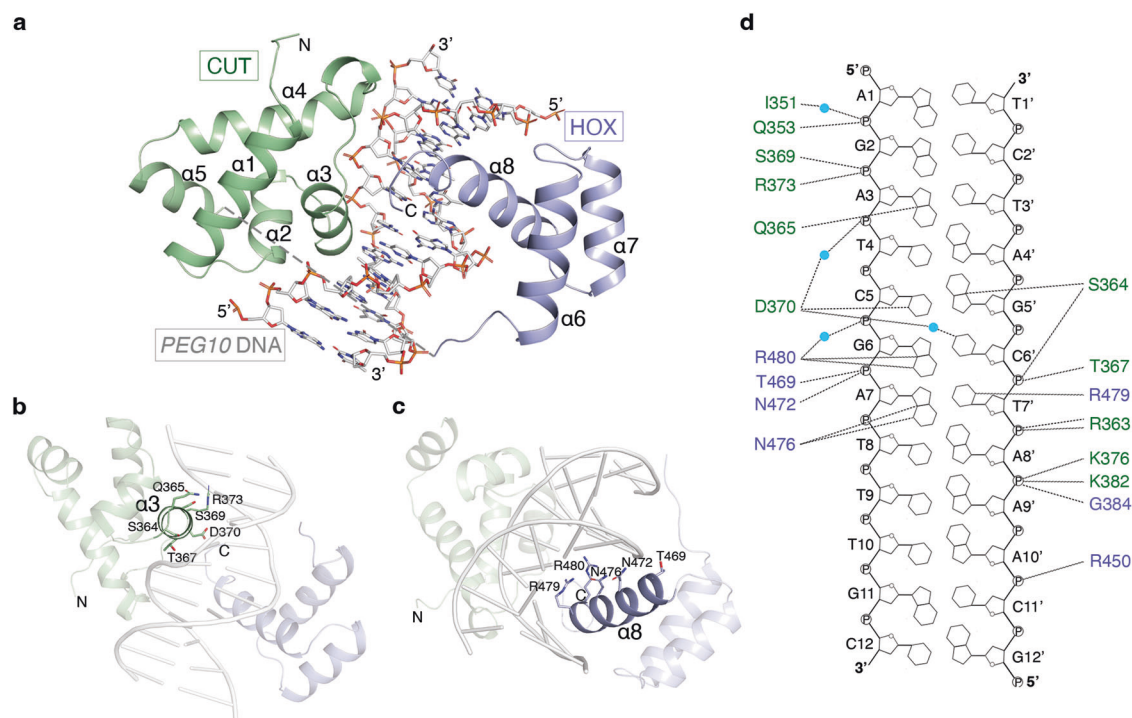 a
N
3’
CUT
α4
5’
HOX
α1
α8
α5
α3
C
α2
α7
5’
α6
PEG10 DNA
3’
b
Q365
α3
R373
S369
S364
D370
C
T367
N
c
T469
R480
N472
N476
R479
C
N
α8
d
5’
P
3’
A1
T1’
I351
P
P
Q353
G2
C2’
S369
P
P
R373
A3
T3’
Q365
P
P
T4
A4’
P
P
S364
D370
C5
G5’
P
P
R480
G6
C6’
T469
P
P
T367
N472
A7
T7’
R479
N476
P
P
R363
T8
A8’
K376
P
P
K382
T9
A9’
G384
P
P
T10
A10’
P
P
R450
G11
C11’
P
P
C12
G12’
3’
P
5’